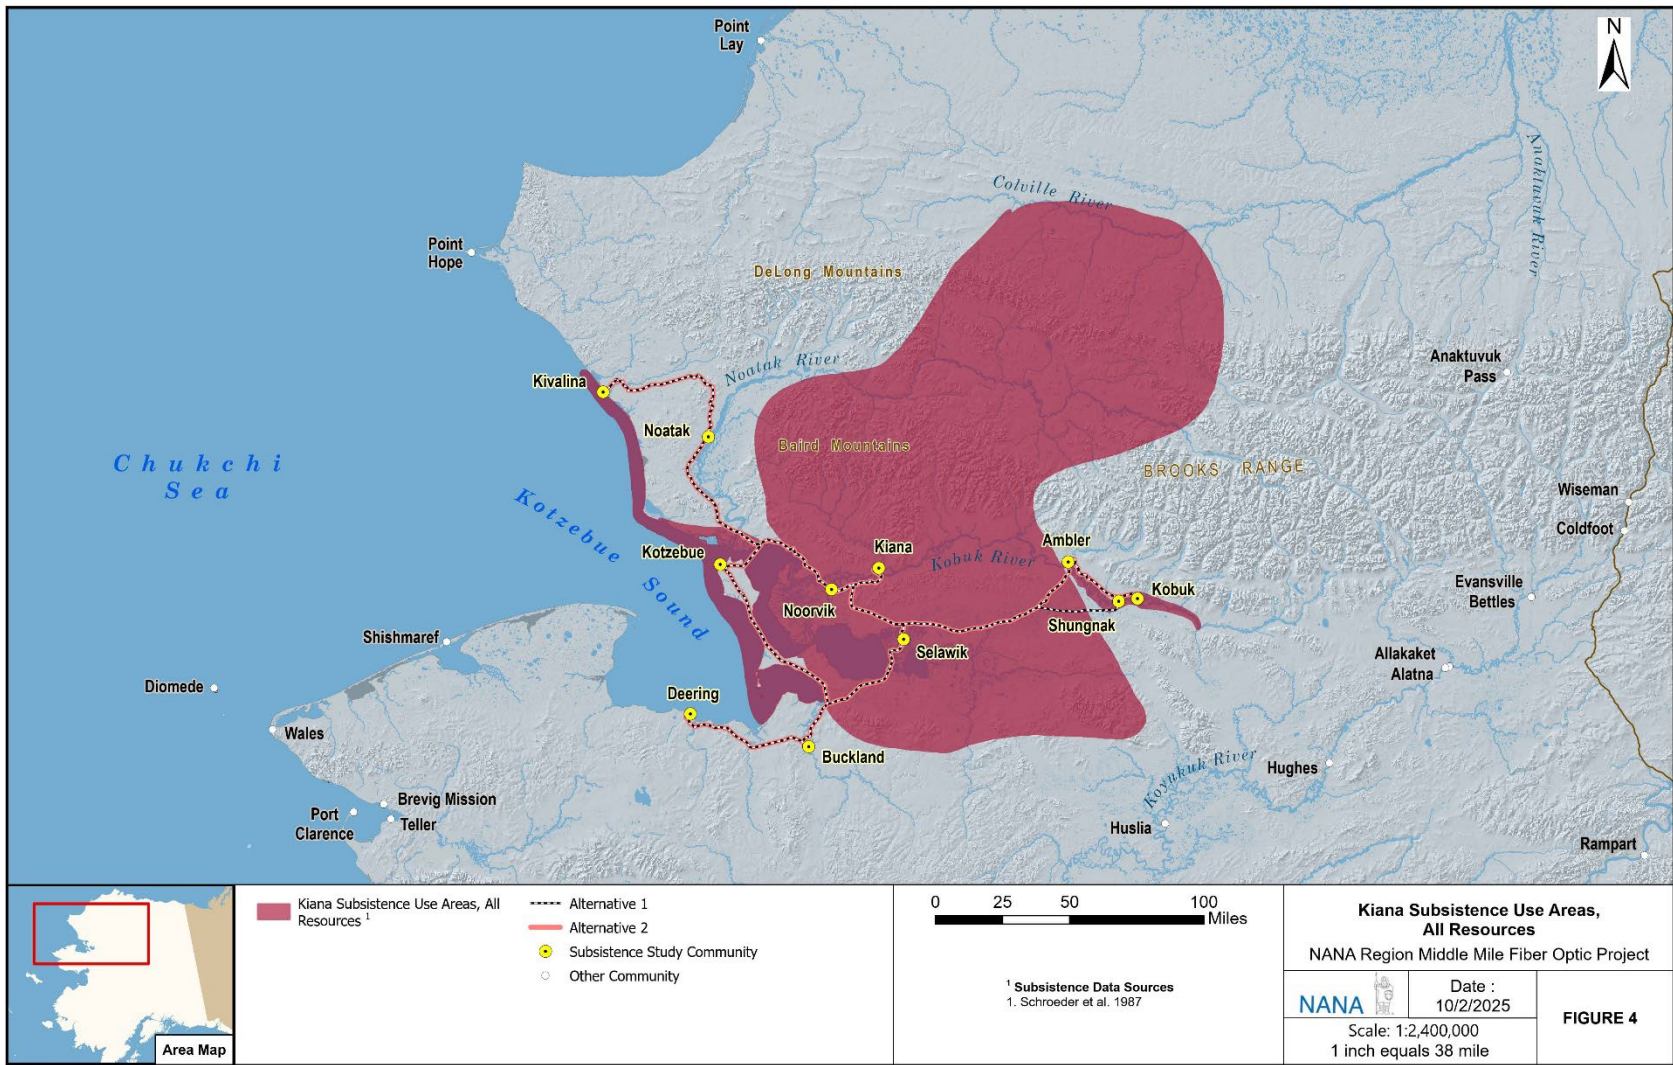 Point
Lay
N
Colville River
Anaktuvuk River
Point
Hope
DeLong Mountains
Noatak River
Anaktuvuk
Pass
Kivalina
Noatak
Baird Mountains
BROOKS RANGE
Chukchi
Sea
Wiseman
Coldfoot
Kotzebue Sound
Kotzebue
Kiana
Ambler
Kobuk River
Kobuk
Noorvik
Shungnak
Evansville
Bettles
Shishmaref
Selawik
Allakaket
Alatna
Diomede
Deering
Wales
Buckland
Koyukuk River
Hughes
Brevig Mission
Port
Clarence
Teller
Huslia
Rampart
Area Map
Kiana Subsistence Use Areas, All
Resources 1
Alternative 1
Alternative 2
Subsistence Study Community
Other Community
0 25 50 100
Miles
1 Subsistence Data Sources
1. Schroeder et al. 1987
Kiana Subsistence Use Areas,
All Resources
NANA Region Middle Mile Fiber Optic Project
NANA
Date :
10/2/2025
Scale: 1:2,400,000
1 inch equals 38 mile
FIGURE 4